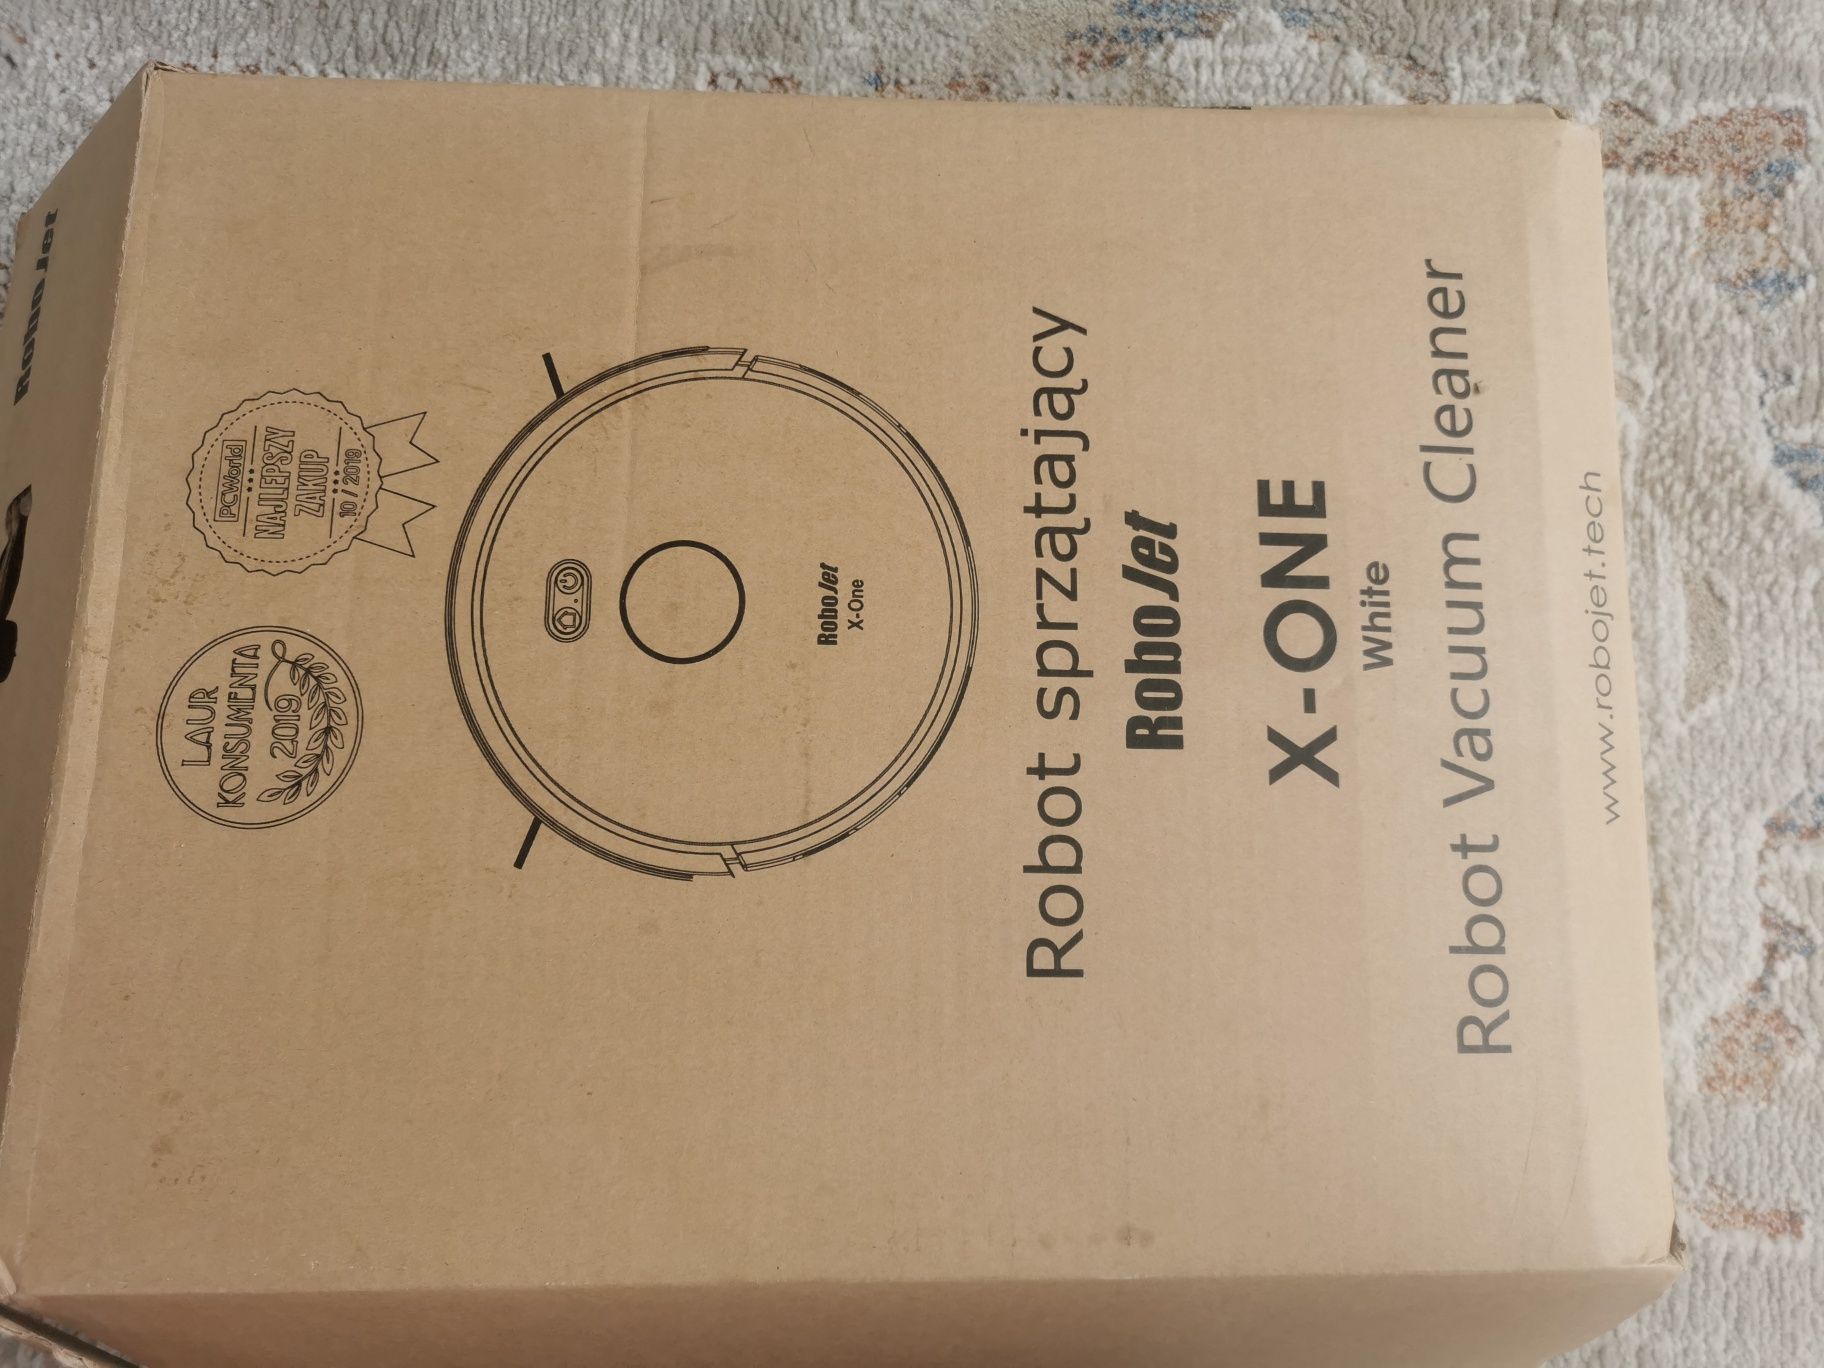 RoboJet
LAUR
KONSUMENTA
2019
PCWorld
NAJLEPSZY
ZAKUP
10 / 2019
RoboJet
X-One
Robot sprzątający
RoboJet
X-ONE
White
Robot Vacuum Cleaner
www.robojet.tech